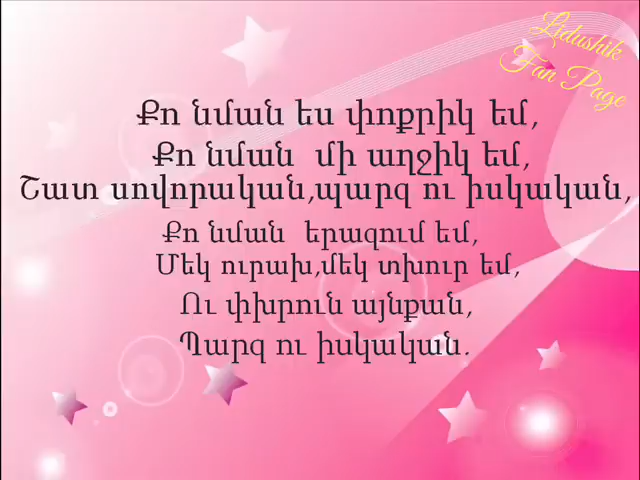 Lidushik
Fan Page
Քո նման ես փոքրիկ եմ,
Քո նման մի աղջիկ եմ,
Շատ սովորական,պարզ ու իսկական,
Քո նման երազում եմ,
Մեկ ուրախ,մեկ տխուր եմ,
Ու փխրուն այնքան,
Պարզ ու իսկական.